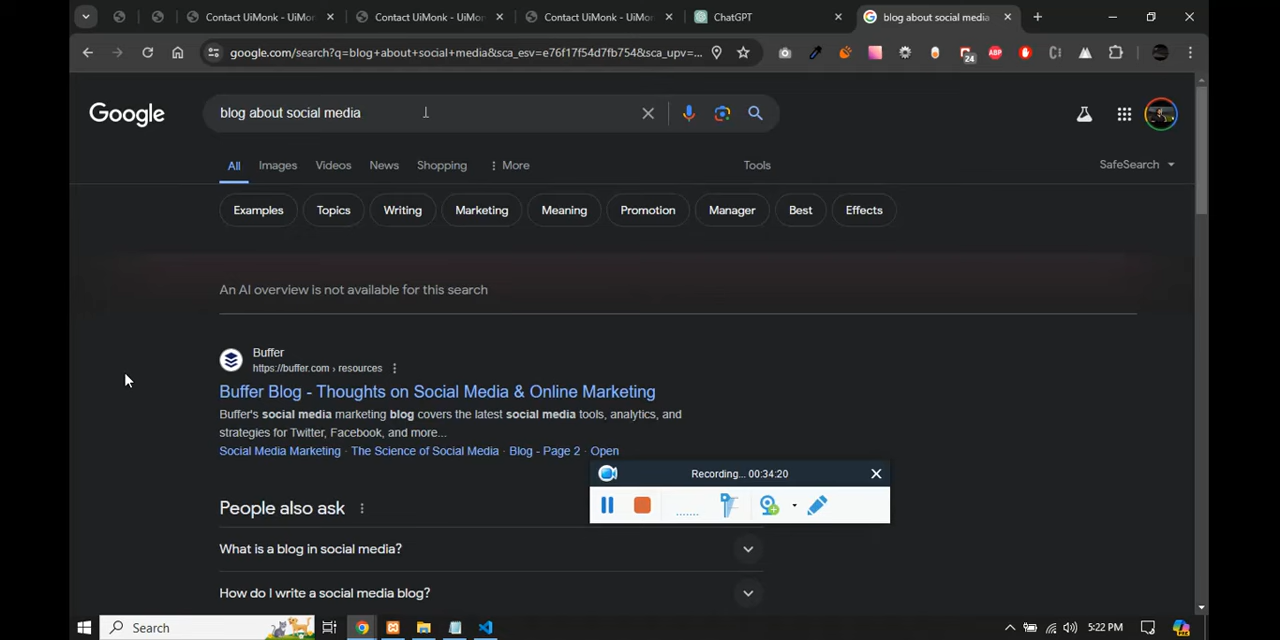 Contact UiMonk - UiMor
Contact UiMonk - UiMor
Contact UiMonk - UiMor
ChatGPT
blog about social media
google.com/search?q=blog+about+social+media&sca_esv=e76f17f54d7fb754&sca_upv=...
24
ABP
Google
blog about social media
All
Images
Videos
News
Shopping
More
Tools
SafeSearch
Examples
Topics
Writing
Marketing
Meaning
Promotion
Manager
Best
Effects
An AI overview is not available for this search
Buffer
https://buffer.com › resources
Buffer Blog - Thoughts on Social Media & Online Marketing
Buffer's social media marketing blog covers the latest social media tools, analytics, and
strategies for Twitter, Facebook, and more...
Social Media Marketing · The Science of Social Media · Blog - Page 2 · Open
Recording... 00:34:20
People also ask
What is a blog in social media?
How do I write a social media blog?
Search
5:22 PM